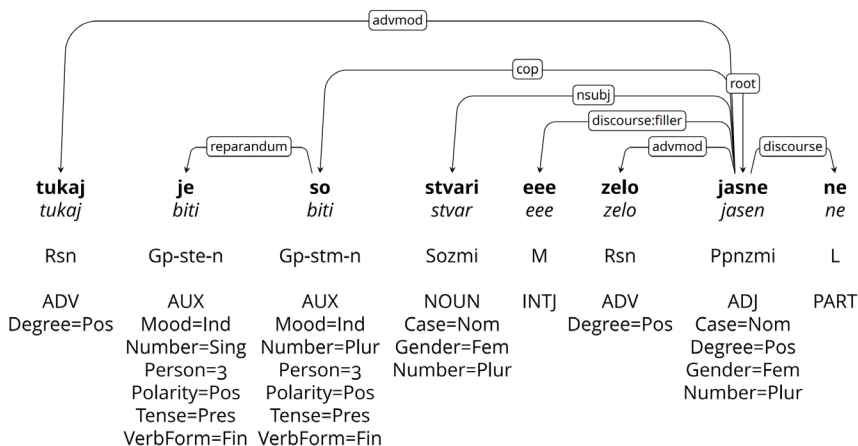 advmod
cop
root
nsubj
discourse:filler
reparandum advmod discourse
tukaj je so stvari eee zelo jasne ne
tukaj biti biti stvar eee zelo jasen ne
Rsn Gp-ste-n Gp-stm-n Sozmi M Rsn Ppnzmi L
ADV AUX AUX NOUN INTJ ADV ADJ PART
Degree=Pos Mood=Ind Mood=Ind Case=Nom Degree=Pos Case=Nom
Number=Sing Number=Plur Gender=Fem Degree=Pos
Person=3 Person=3 Number=Plur Gender=Fem
Polarity=Pos Polarity=Pos Number=Plur
Tense=Pres Tense=Pres
VerbForm=Fin VerbForm=Fin